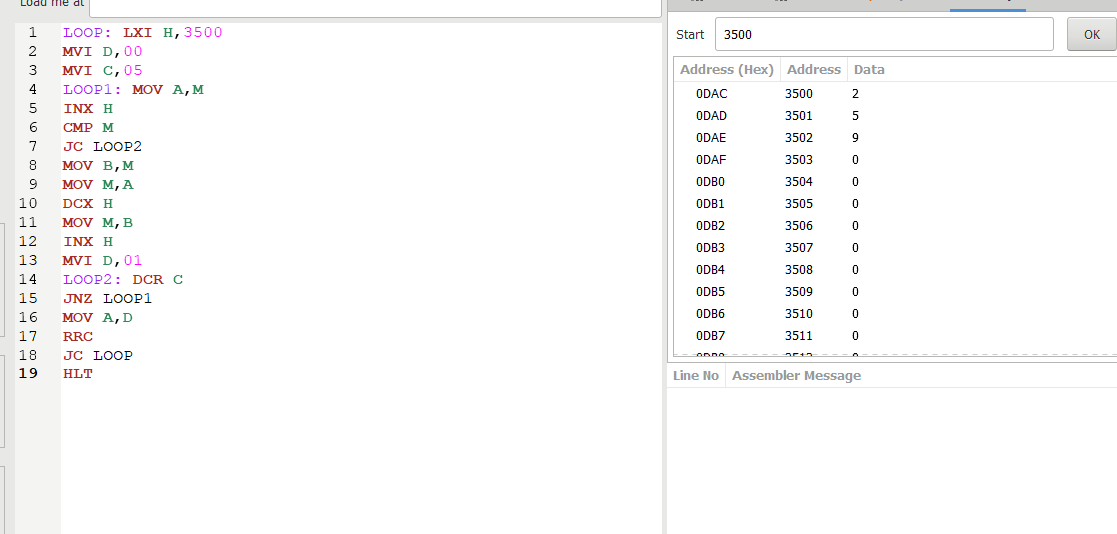 Load me at
1 LOOP: LXI H,3500
2 MVI D,00
3 MVI C,05
4 LOOP1: MOV A,M
5 INX H
6 CMP M
7 JC LOOP2
8 MOV B,M
9 MOV M,A
10 DCX H
11 MOV M,B
12 INX H
13 MVI D,01
14 LOOP2: DCR C
15 JNZ LOOP1
16 MOV A,D
17 RRC
18 JC LOOP
19 HLT
Start 3500 OK
Address (Hex) Address Data
0DAC 3500 2
0DAD 3501 5
0DAE 3502 9
0DAF 3503 0
0DB0 3504 0
0DB1 3505 0
0DB2 3506 0
0DB3 3507 0
0DB4 3508 0
0DB5 3509 0
0DB6 3510 0
0DB7 3511 0
0DB8 3512 0
Line No Assembler Message